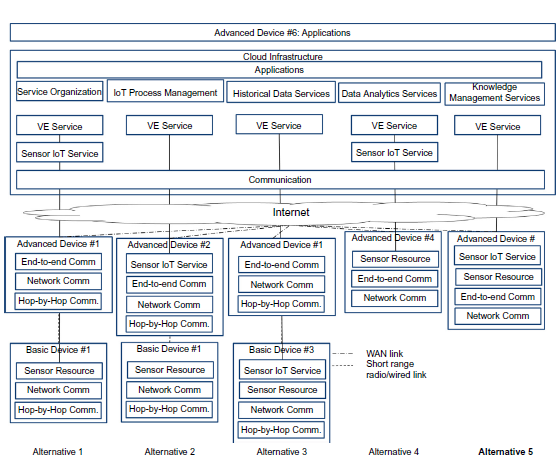 Advanced Device #6: Applications
Cloud Infrastructure
Applications
Service Organization
IoT Process Management
Historical Data Services
Data Analytics Services
Knowledge
Management Services
VE Service
VE Service
VE Service
VE Service
VE Service
Sensor IoT Service
Sensor IoT Service
Communication
Internet
Advanced Device #1
End-to-end Comm
Network Comm
Hop-by-Hop Comm.
Advanced Device #2
Sensor IoT Service
End-to-end Comm
Network Comm
Hop-by-Hop Comm.
Advanced Device #1
End-to-end Comm
Network Comm
Hop-by-Hop Comm.
Advanced Device #4
Sensor Resource
End-to-end Comm
Network Comm
Advanced Device #
Sensor IoT Service
Sensor Resource
End-to-end Comm
Network Comm
Basic Device #1
Sensor Resource
Network Comm
Hop-by-Hop Comm.
Basic Device #1
Sensor Resource
Network Comm
Hop-by-Hop Comm.
Basic Device #3
Sensor IoT Service
Sensor Resource
Network Comm
Hop-by-Hop Comm.
WAN link
Short range
radio/wired link
Alternative 1
Alternative 2
Alternative 3
Alternative 4
Alternative 5